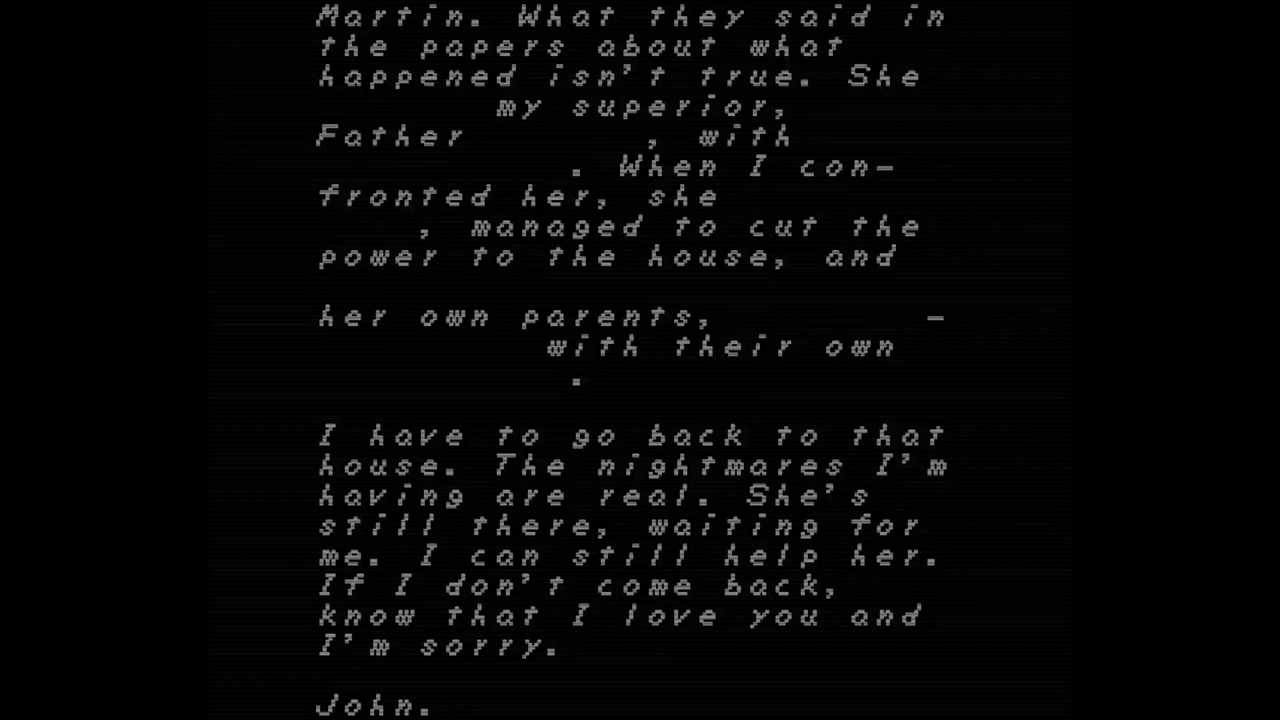 Martin. What they said in
the papers about what
happened isn't true. She
my superior,
Father , with
. When I con-
fronted her, she
, managed to cut the
power to the house, and
her own parents, -
with their own
.
I have to go back to that
house. The nightmares I'm
having are real. She's
still there, waiting for
me. I can still help her.
If I don't come back,
know that I love you and
I'm sorry.
John.